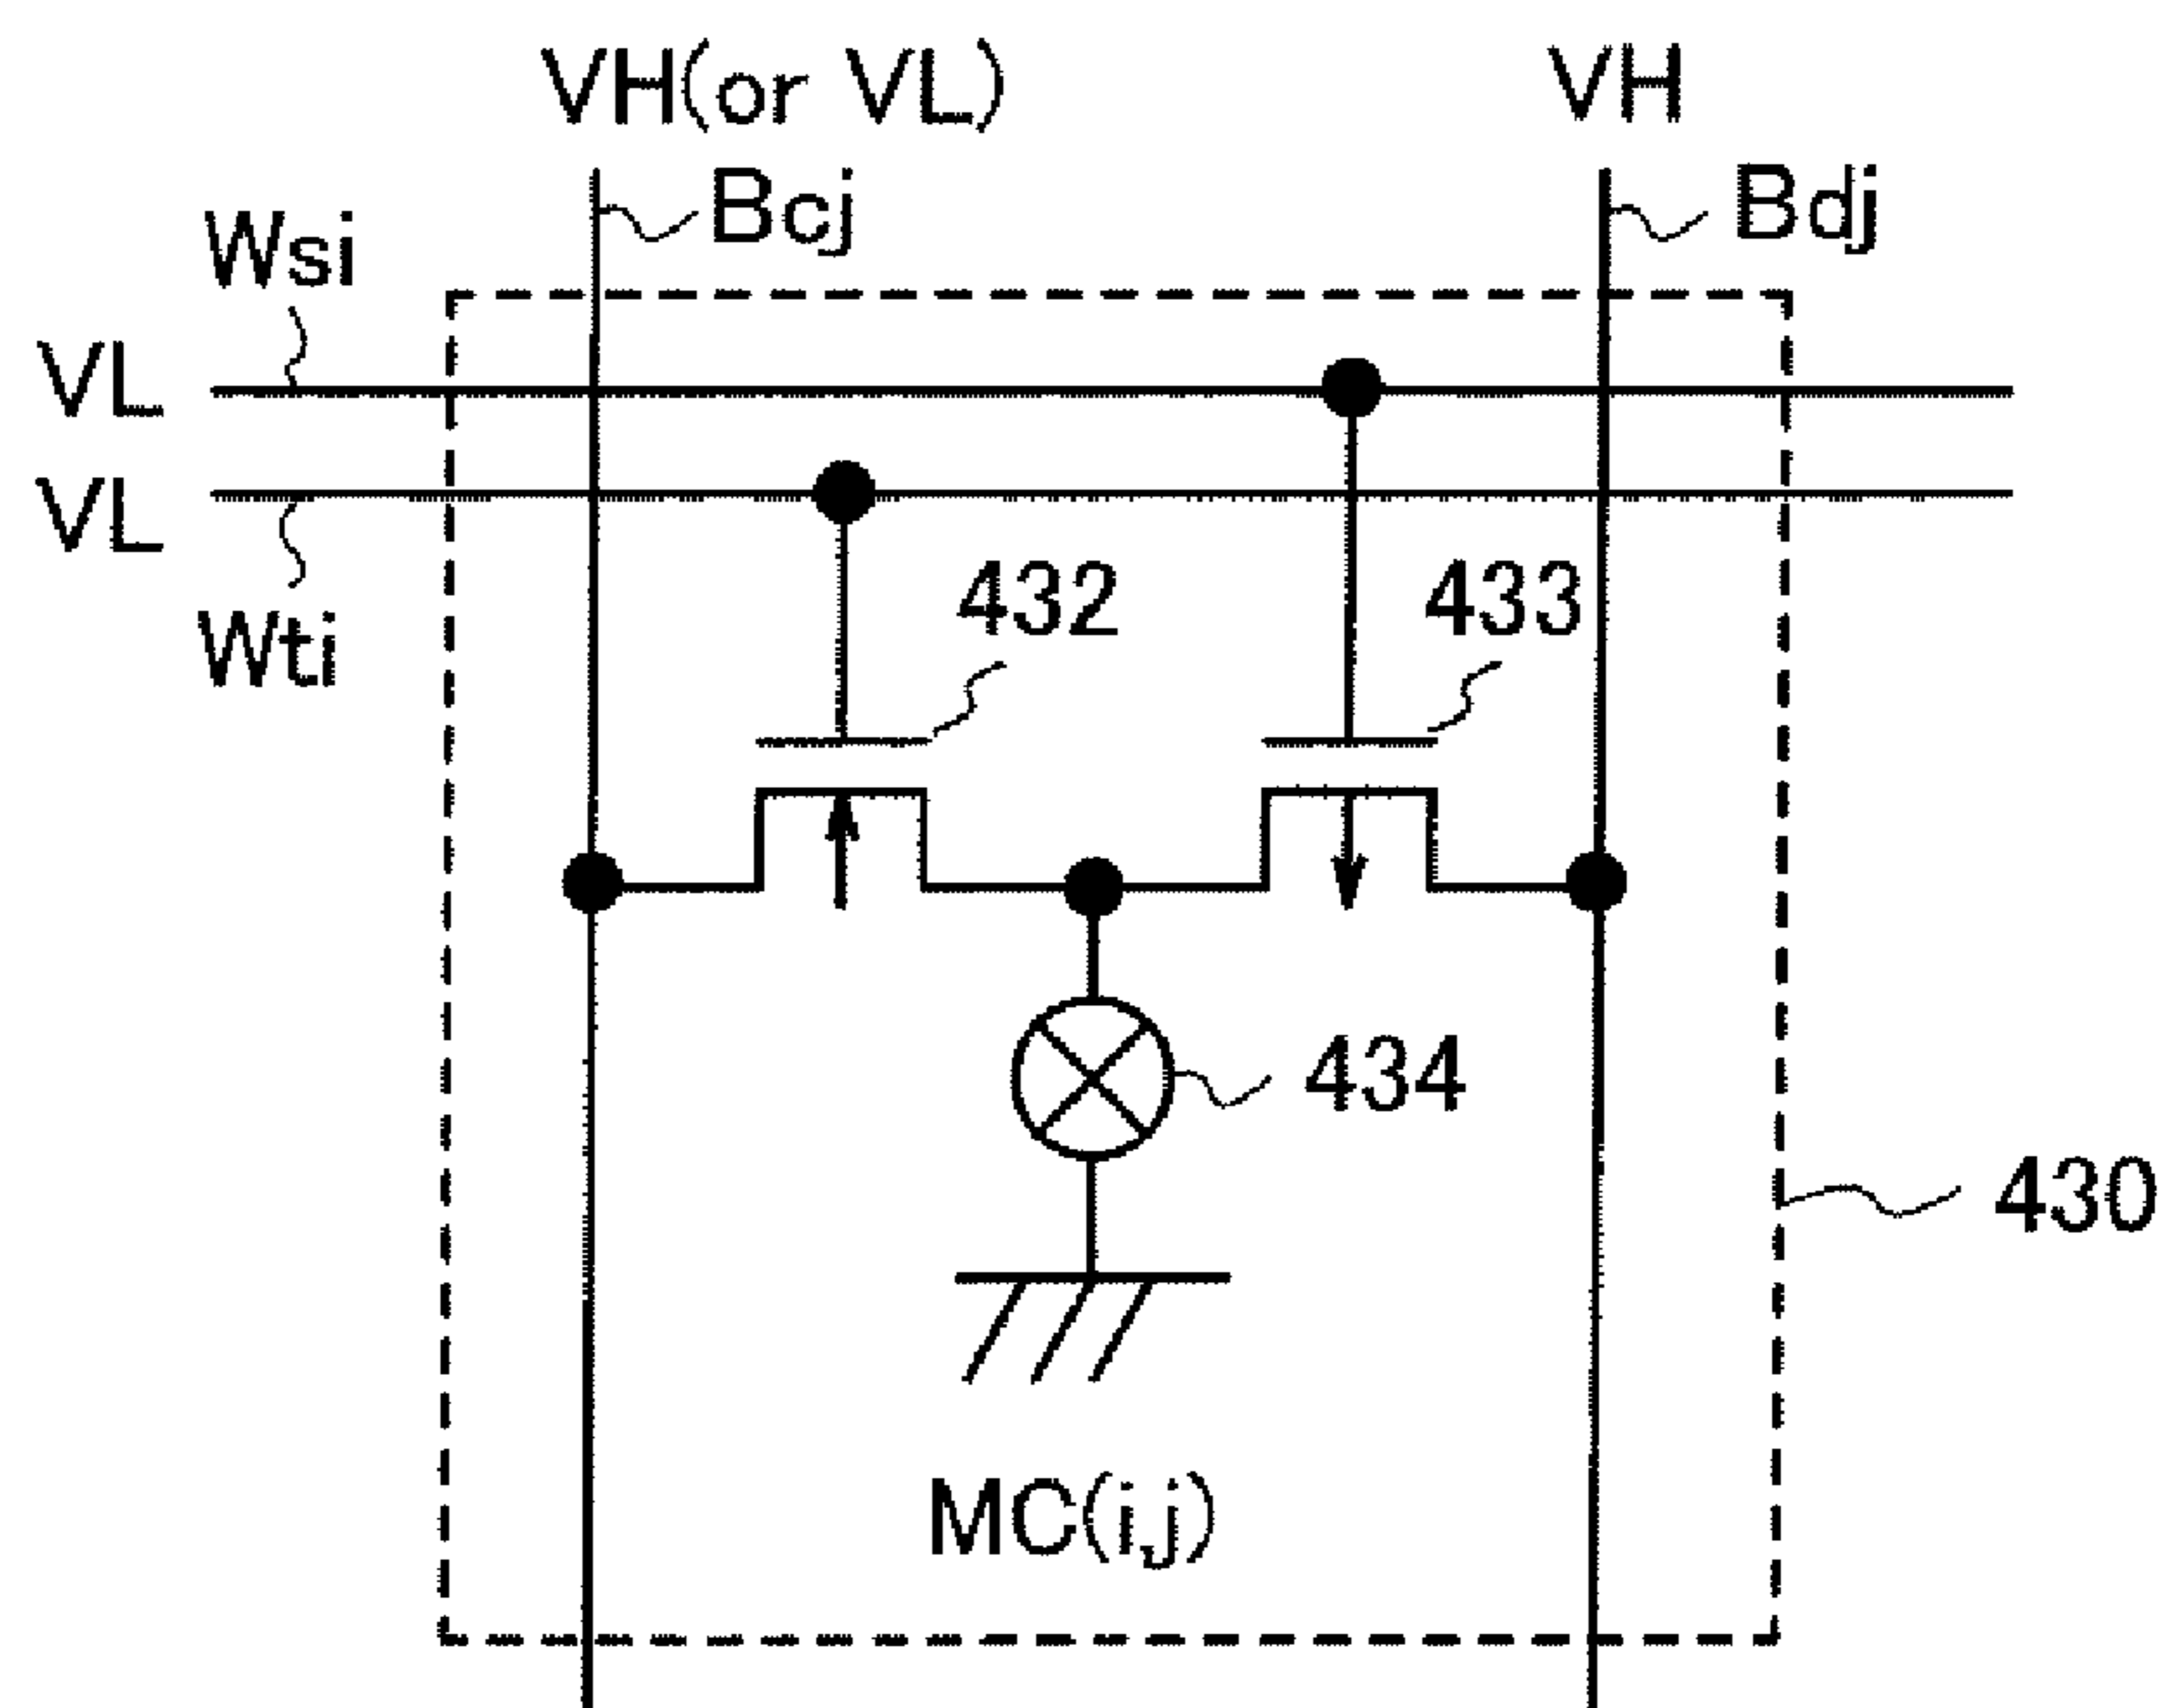 VH(or VL)
VH
Bcj
Bdj
Wsi
VL
VL
Wti
432
433
434
430
MC(i,j)